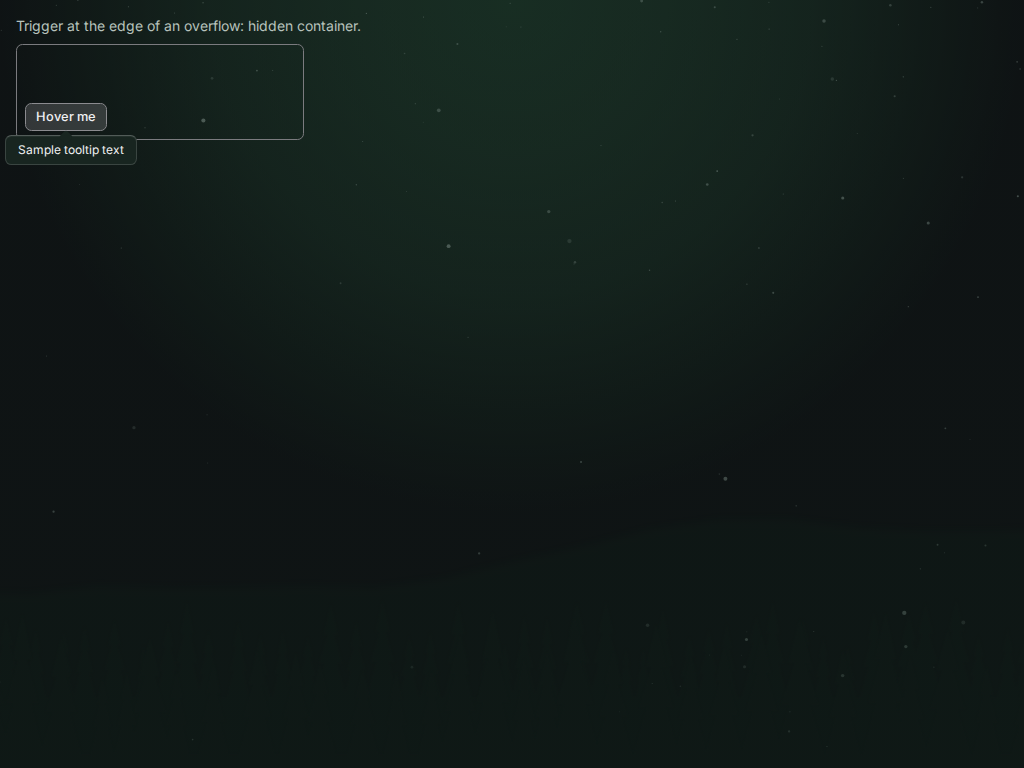 Trigger at the edge of an overflow: hidden container.
Hover me
Sample tooltip text